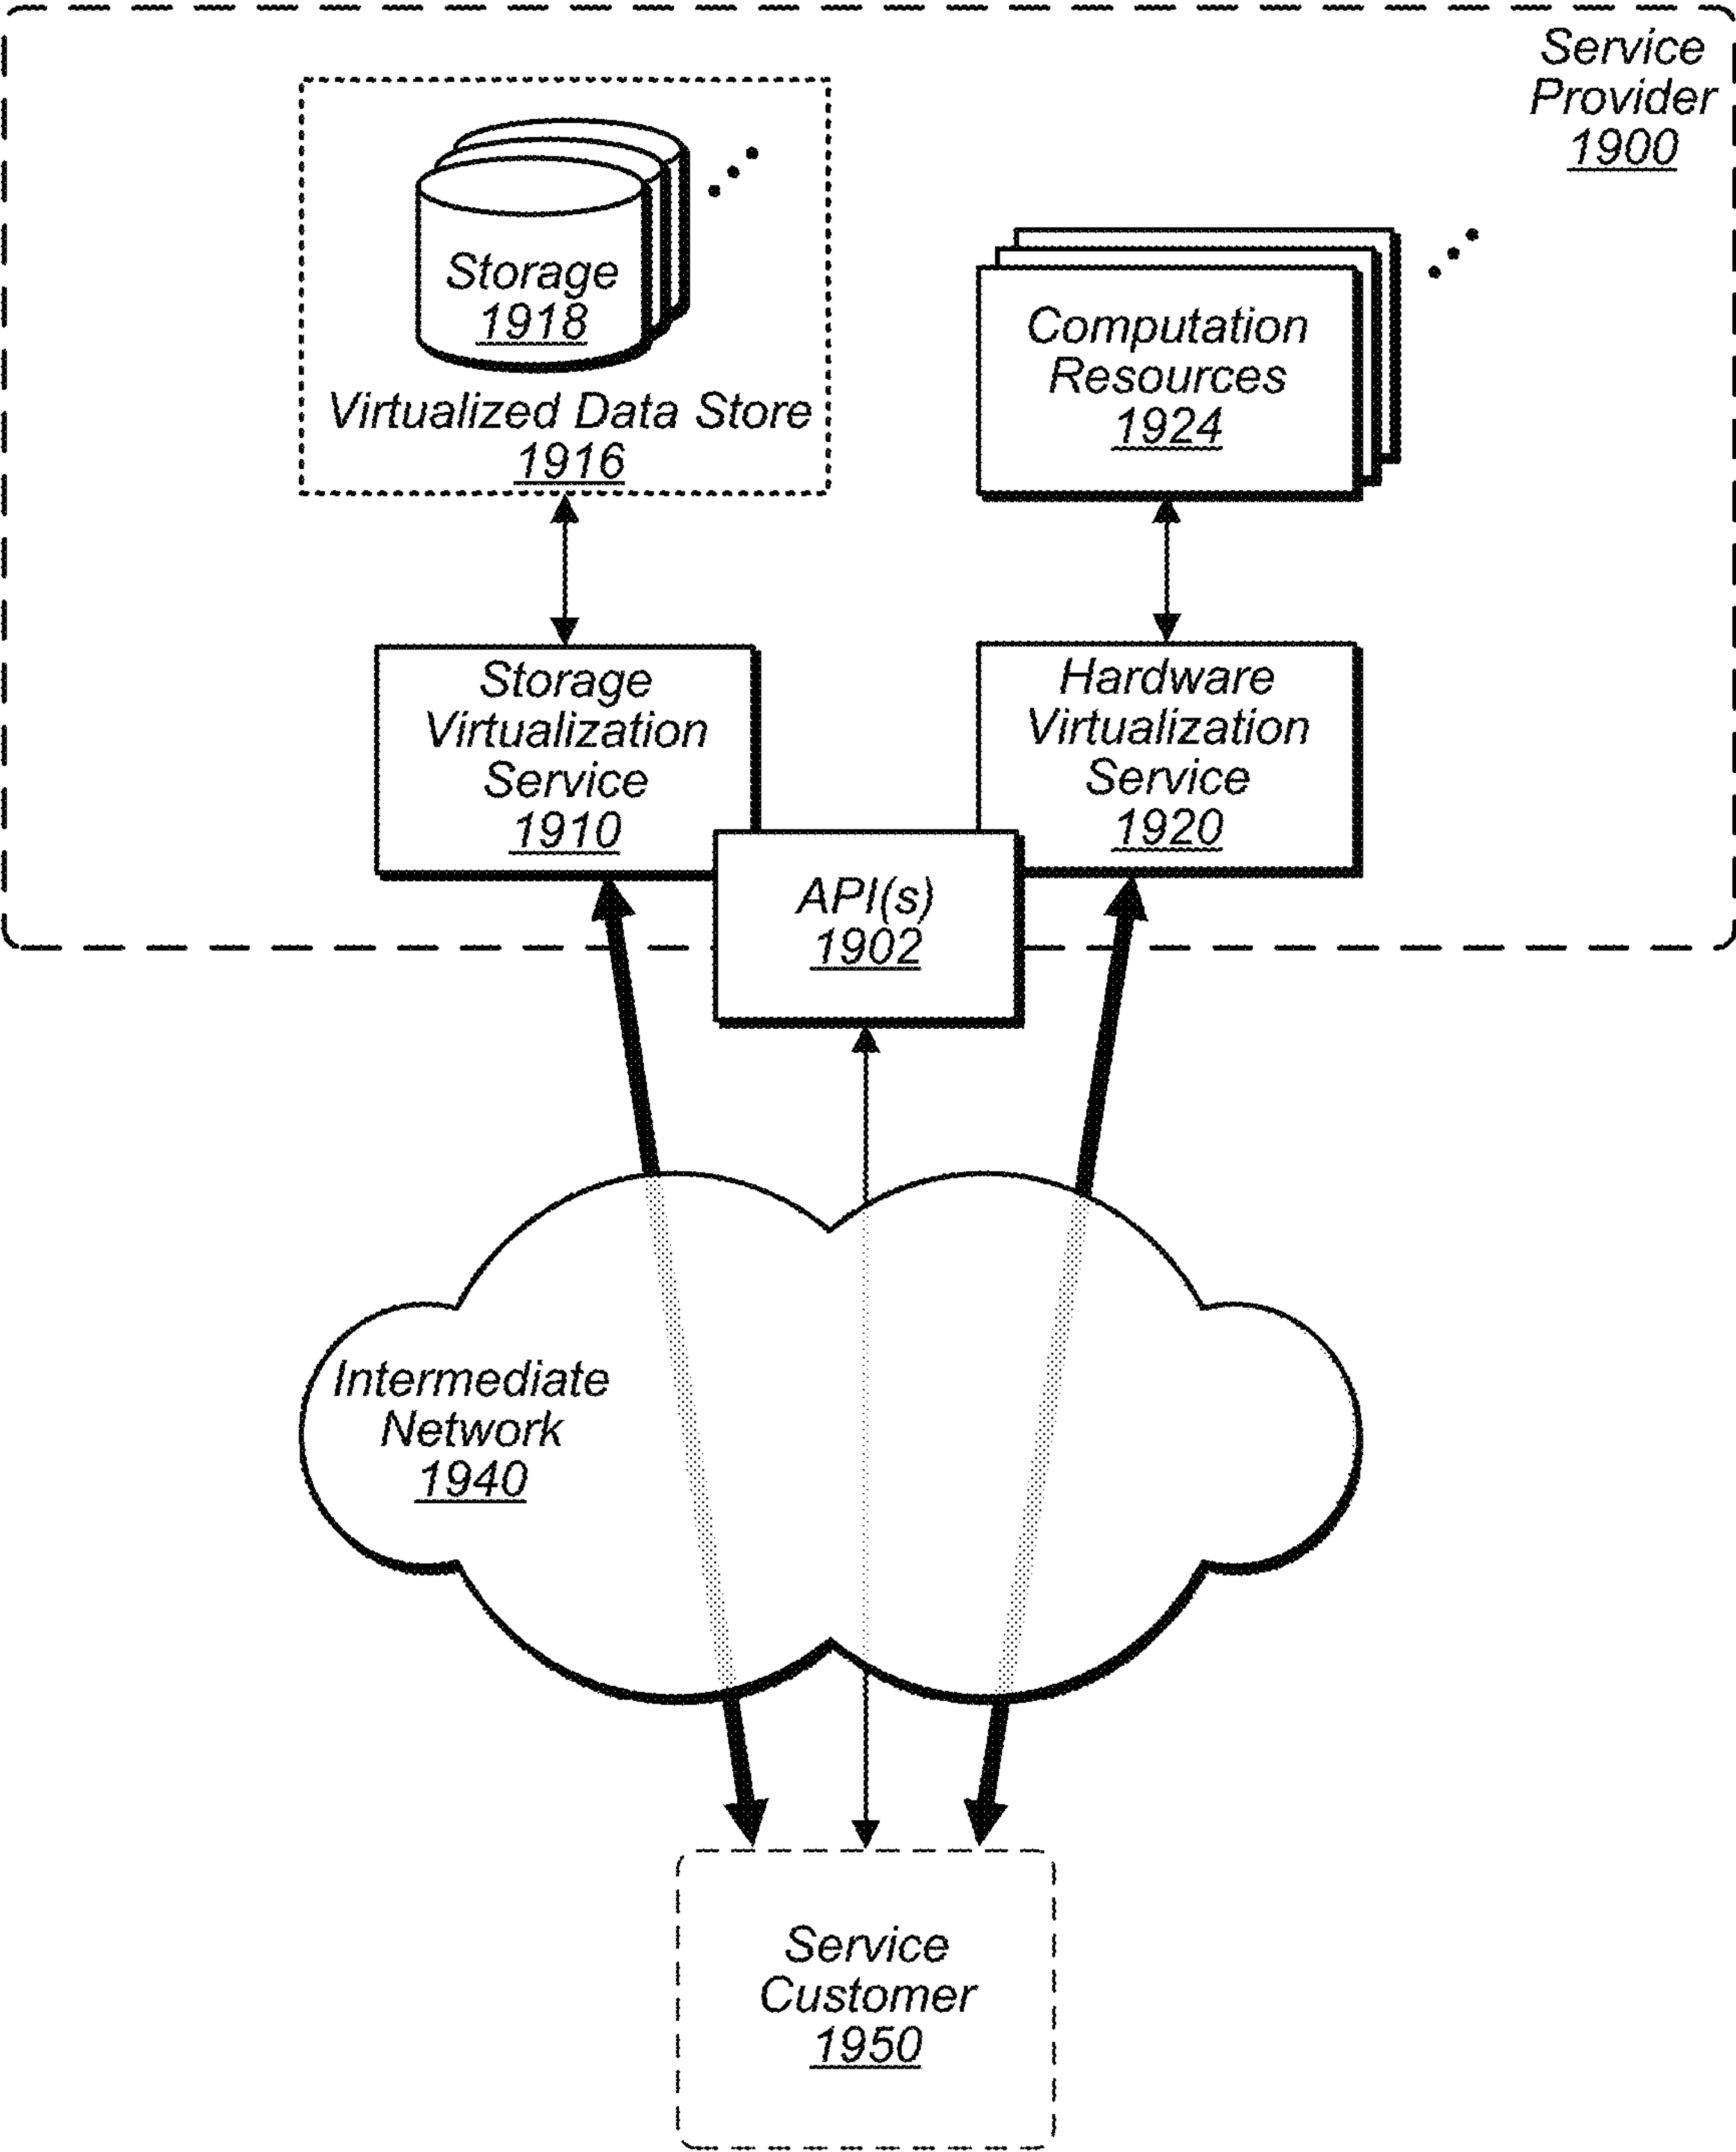 Service
Provider
1900
Storage
1918
Virtualized Data Store
1916
Computation
Resources
1924
Storage
Virtualization
Service
1910
Hardware
Virtualization
Service
1920
API(s)
1902
Intermediate
Network
1940
Service
Customer
1950